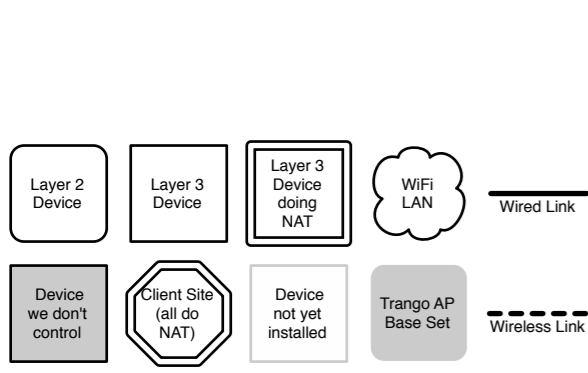 Layer 2
Device
Layer 3
Device
Layer 3
Device
doing
NAT
WiFi
LAN
Wired Link
Device
we don't
control
Client Site
(all do
NAT)
Device
not yet
installed
Trango AP
Base Set
Wireless Link